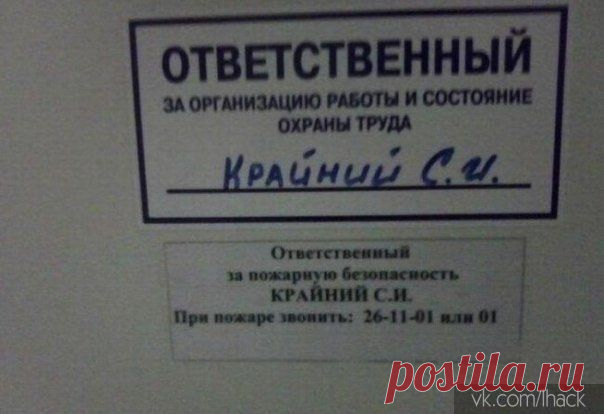 ОТВЕТСТВЕННЫЙ
ЗА ОРГАНИЗАЦИЮ РАБОТЫ И СОСТОЯНИЕ
ОХРАНЫ ТРУДА
КРАЙНИЙ С.И.
Ответственный
за пожарную безопасность
КРАЙНИЙ С.И.
При пожаре звонить: 26-11-01 или 01
postila.ru
vk.com/lhack